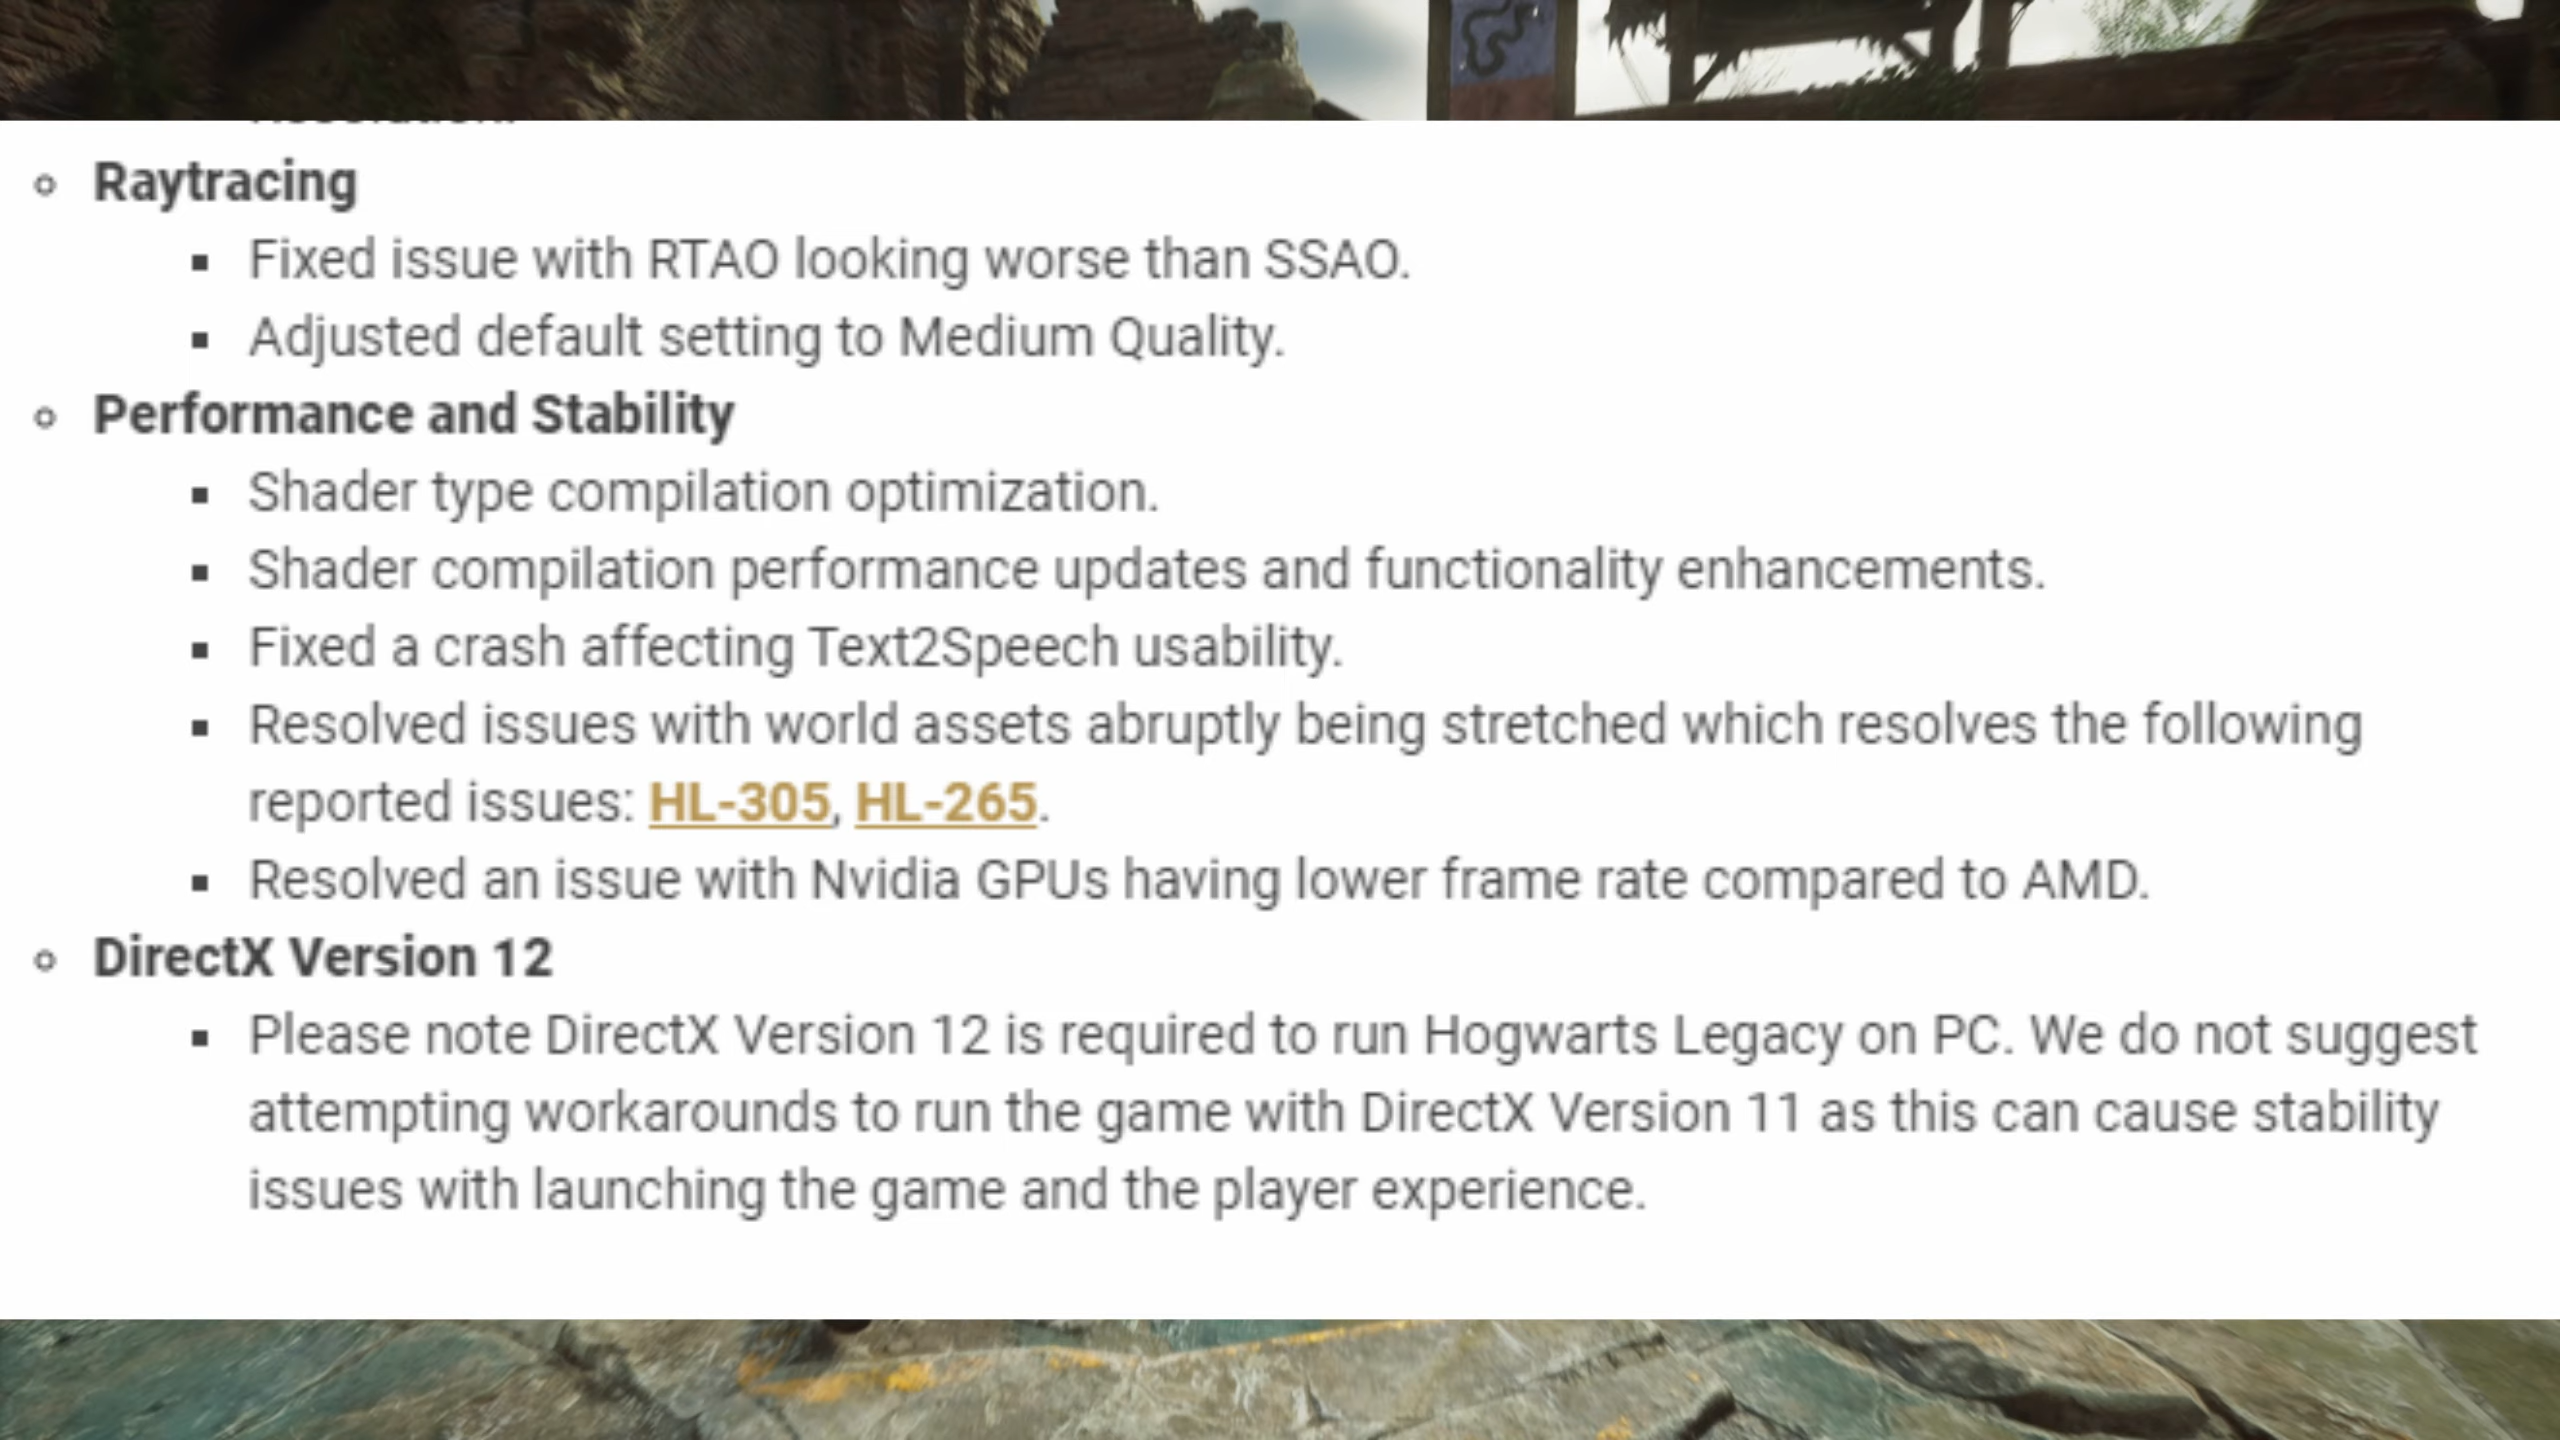 Raytracing
Fixed issue with RTAO looking worse than SSAO.
Adjusted default setting to Medium Quality.
Performance and Stability
Shader type compilation optimization.
Shader compilation performance updates and functionality enhancements.
Fixed a crash affecting Text2Speech usability.
Resolved issues with world assets abruptly being stretched which resolves the following
reported issues: HL-305, HL-265.
Resolved an issue with Nvidia GPUs having lower frame rate compared to AMD.
DirectX Version 12
Please note DirectX Version 12 is required to run Hogwarts Legacy on PC. We do not suggest
attempting workarounds to run the game with DirectX Version 11 as this can cause stability
issues with launching the game and the player experience.